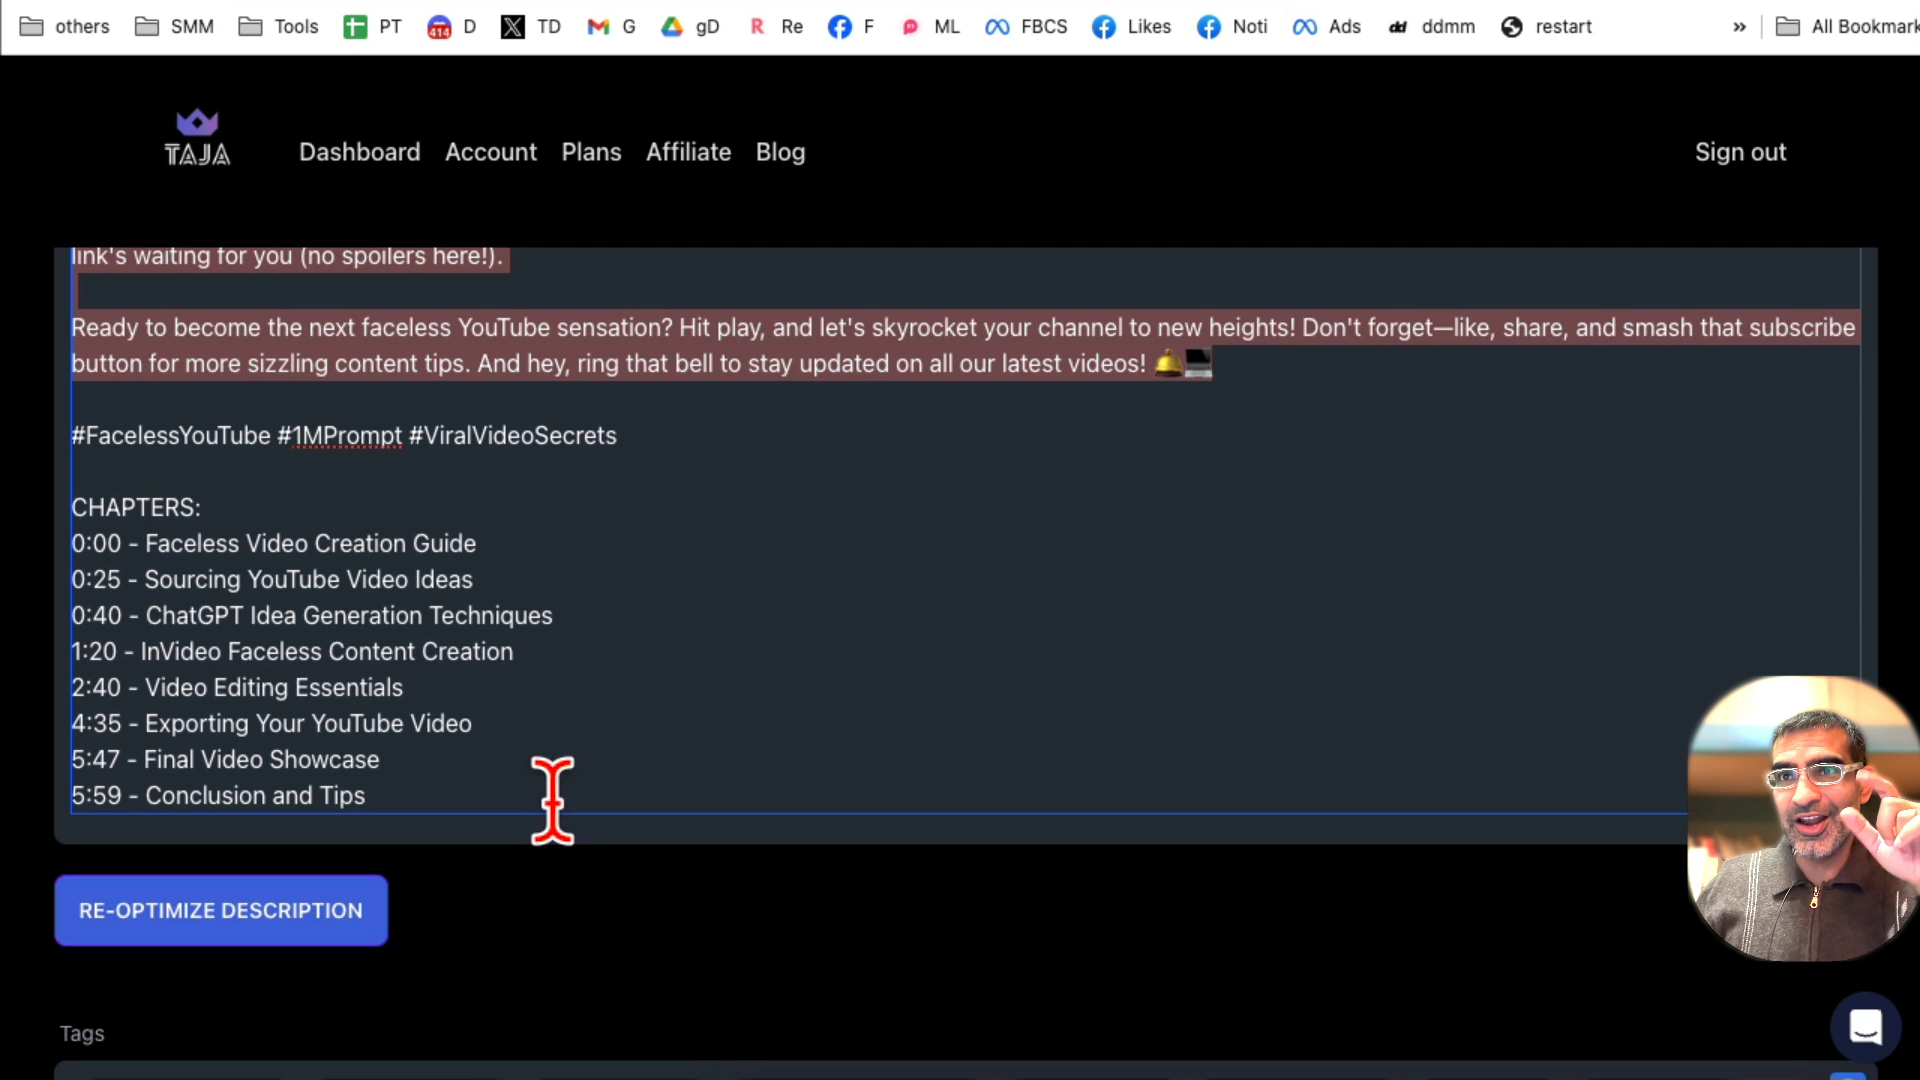 others SMM Tools PT 414 D TD G gD R Re F ML FBCS Likes Noti Ads dd ddmm restart » All Bookmark
TAJA Dashboard Account Plans Affiliate Blog Sign out
link's waiting for you (no spoilers here!).
Ready to become the next faceless YouTube sensation? Hit play, and let's skyrocket your channel to new heights! Don't forget—like, share, and smash that subscribe
button for more sizzling content tips. And hey, ring that bell to stay updated on all our latest videos! 🔔💻
#FacelessYouTube #1MPrompt #ViralVideoSecrets
CHAPTERS:
0:00 - Faceless Video Creation Guide
0:25 - Sourcing YouTube Video Ideas
0:40 - ChatGPT Idea Generation Techniques
1:20 - InVideo Faceless Content Creation
2:40 - Video Editing Essentials
4:35 - Exporting Your YouTube Video
5:47 - Final Video Showcase
5:59 - Conclusion and Tips
RE-OPTIMIZE DESCRIPTION
Tags